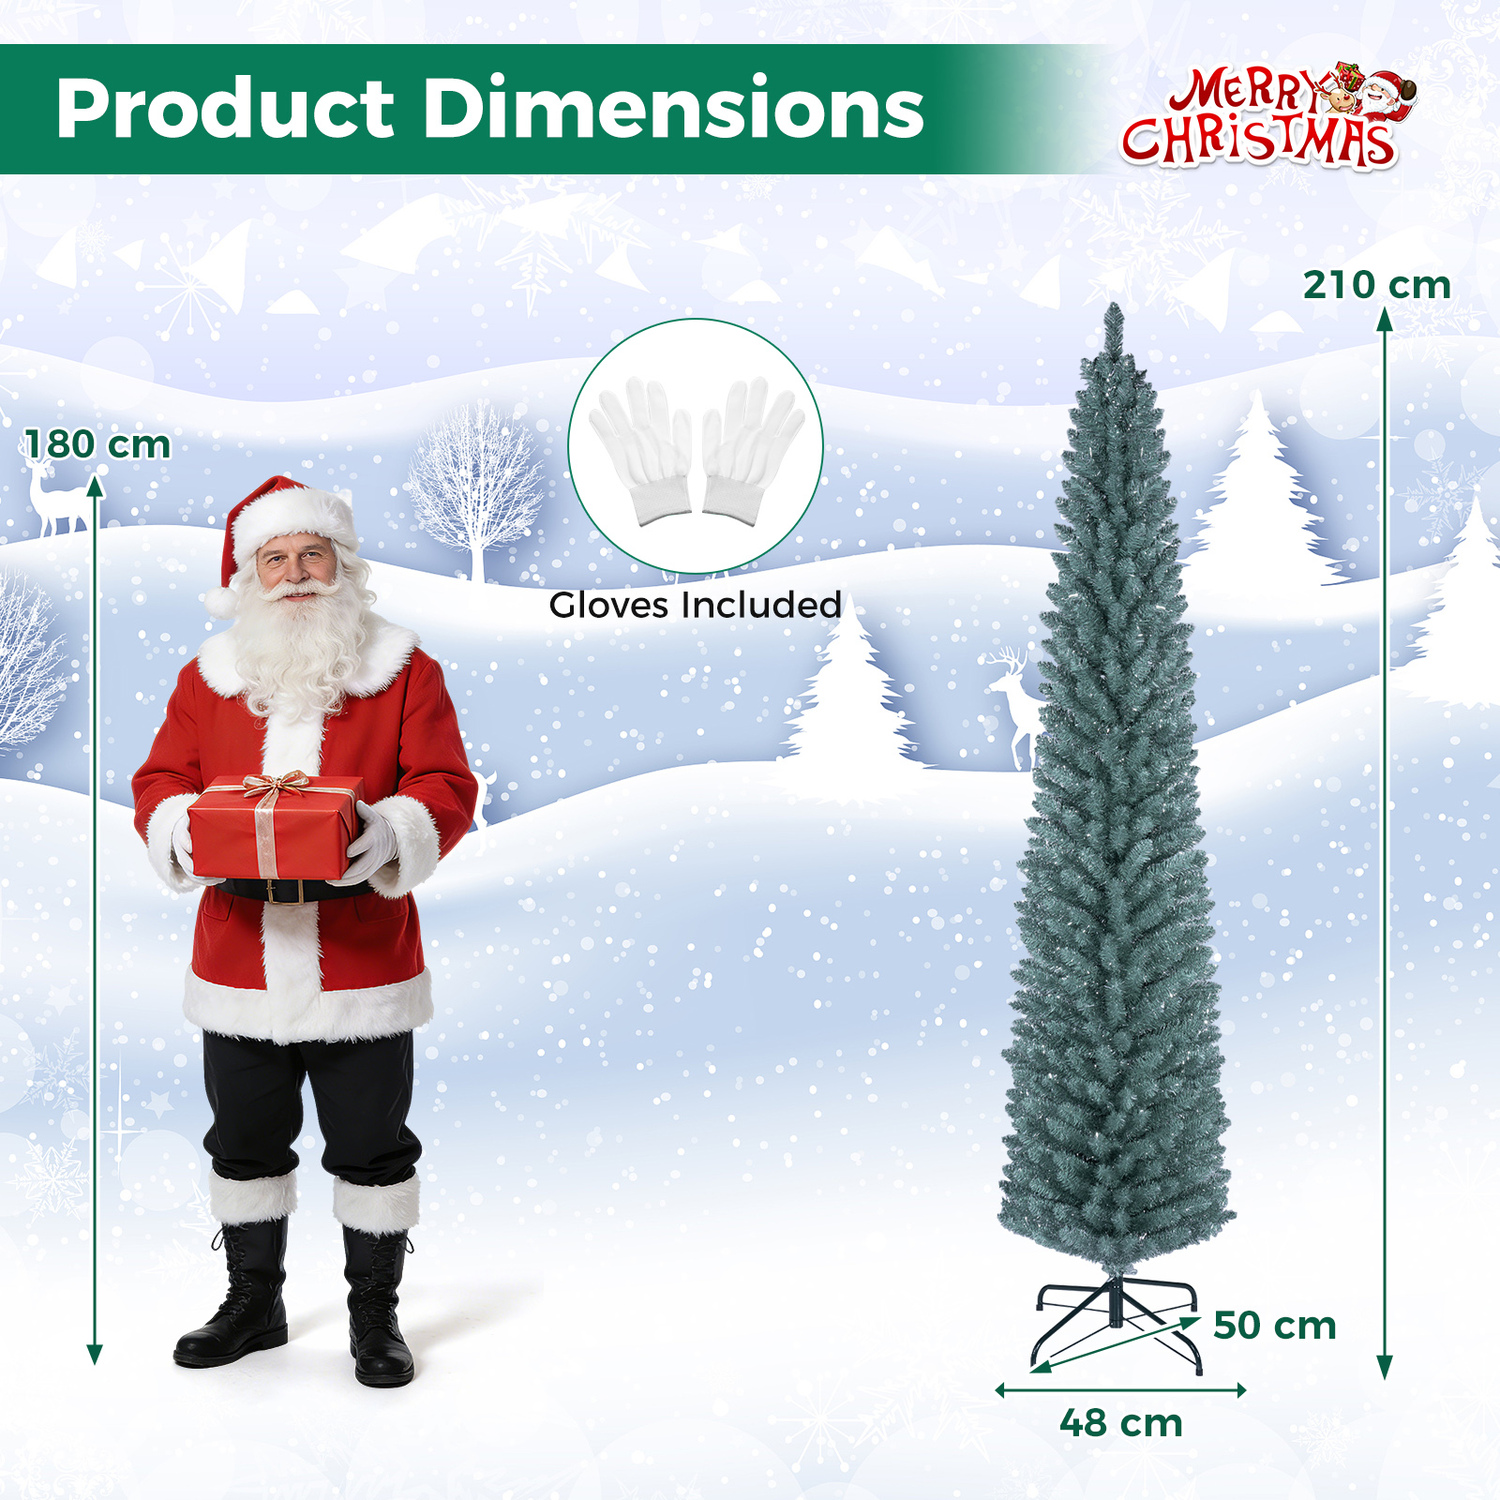 Product Dimensions
MERRY
CHRISTMAS
210 cm
180 cm
Gloves Included
50 cm
48 cm